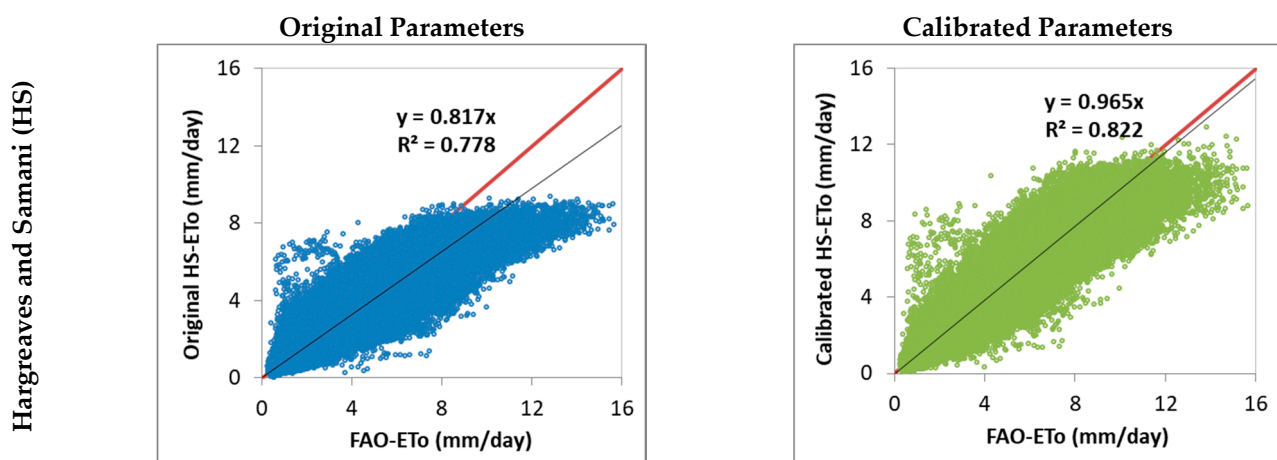 Original Parameters
Calibrated Parameters
Hargreaves and Samani (HS)
Original HS-ETo (mm/day)
16
12
8
4
0
y = 0.817x
R² = 0.778
0 4 8 12 16
FAO-ETo (mm/day)
Calibrated HS-ETo (mm/day)
16
12
8
4
0
y = 0.965x
R² = 0.822
0 4 8 12 16
FAO-ETo (mm/day)